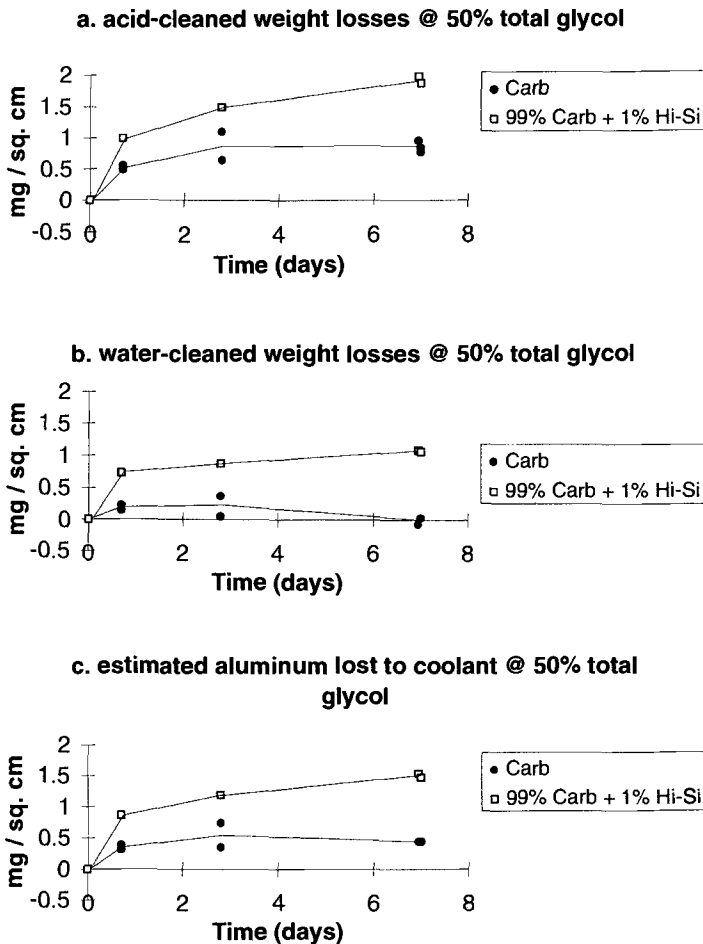 a. acid-cleaned weight losses @ 50% total glycol
2
1.5
1
0.5
0
-0.5
mg / sq. cm
0 2 4 6 8
Time (days)
● Carb
□ 99% Carb + 1% Hi-Si
b. water-cleaned weight losses @ 50% total glycol
2
1.5
1
0.5
0
-0.5
mg / sq. cm
0 2 4 6 8
Time (days)
● Carb
□ 99% Carb + 1% Hi-Si
c. estimated aluminum lost to coolant @ 50% total
glycol
2
1.5
1
0.5
0
-0.5
mg / sq. cm
0 2 4 6 8
Time (days)
● Carb
□ 99% Carb + 1% Hi-Si